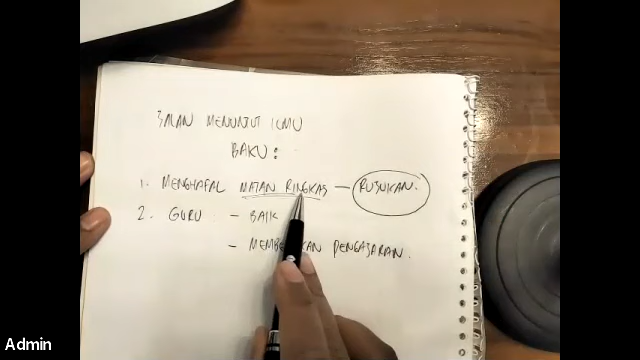 JALAN MENUNTUT ILMU
BAKU:
1. MENGHAFAL MATAN RINGKAS — RUJUKAN.
2. GURU - BAIK
- PENGAJARAN.
Admin